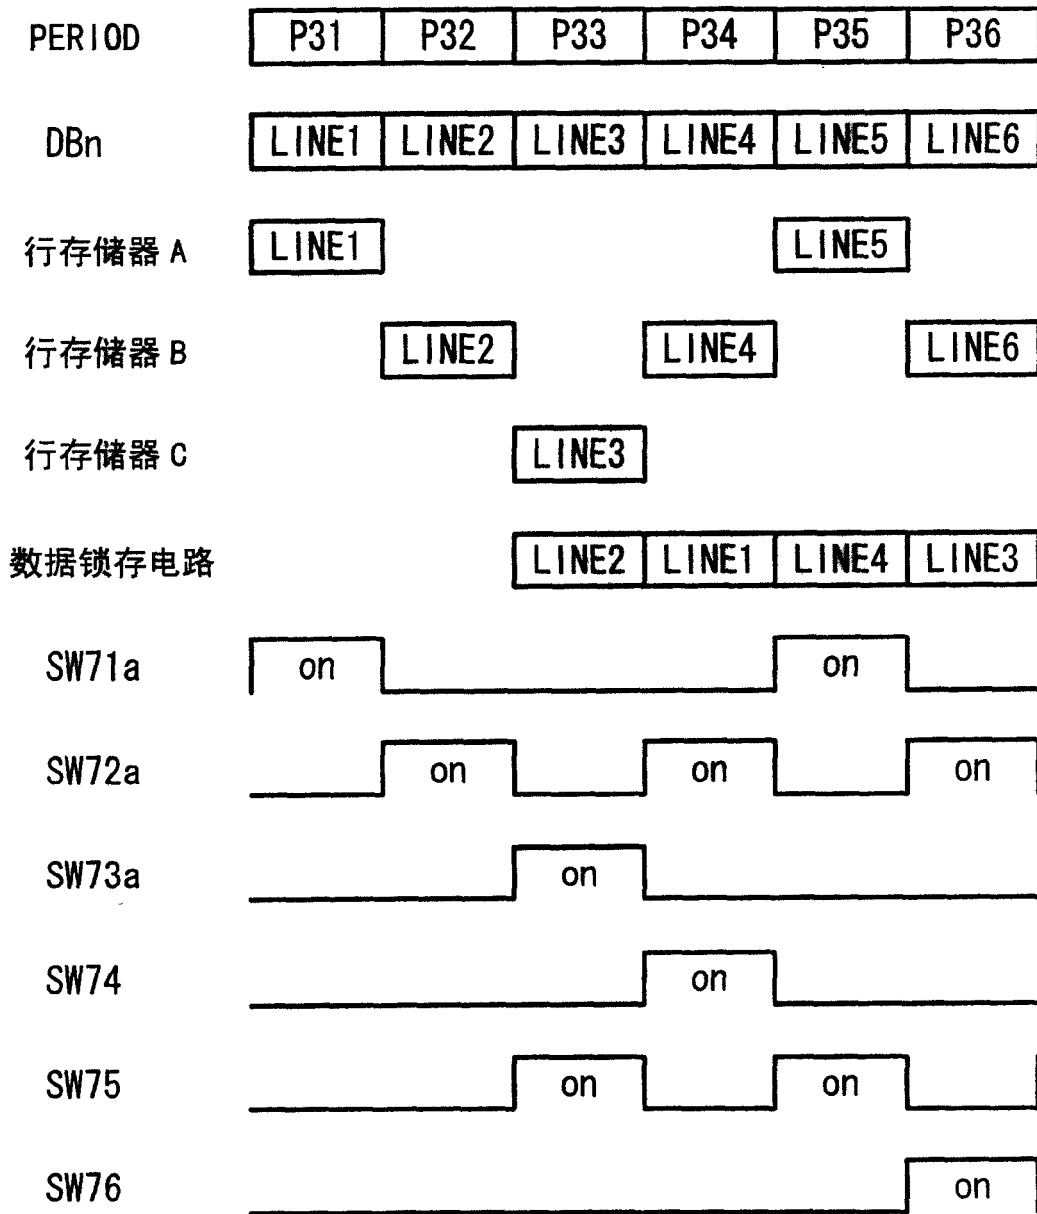 PERIOD P31 P32 P33 P34 P35 P36
DBn LINE1 LINE2 LINE3 LINE4 LINE5 LINE6
行存储器 A LINE1 LINE5
行存储器 B LINE2 LINE4 LINE6
行存储器 C LINE3
数据锁存电路 LINE2 LINE1 LINE4 LINE3
SW71a on on
SW72a on on on
SW73a on
SW74 on
SW75 on on
SW76 on